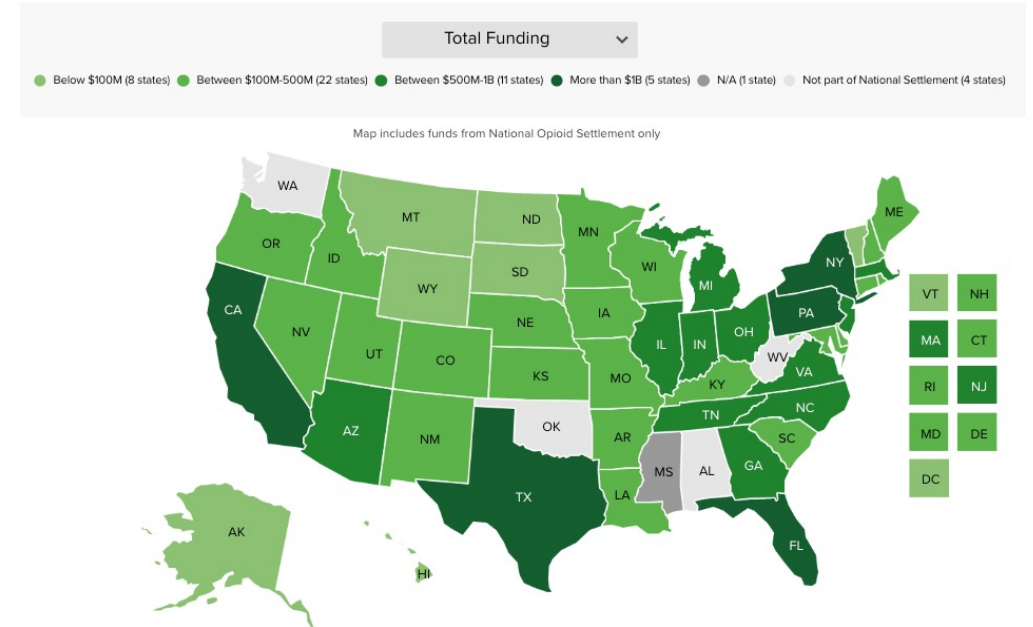 Total Funding
Below $100M (8 states) Between $100M-500M (22 states) Between $500M-1B (11 states) More than $1B (5 states) N/A (1 state) Not part of National Settlement (4 states)
Map includes funds from National Opioid Settlement only
WA
MT
ND
MN
ME
OR
ID
SD
WI
MI
NY
WY
VT
NH
CA
NE
IA
PA
NV
UT
CO
IL
IN
OH
MA
CT
WV
VA
KS
MO
KY
RI
NJ
AZ
NM
OK
AR
TN
NC
MD
DE
SC
TX
LA
MS
AL
GA
DC
AK
FL
HI